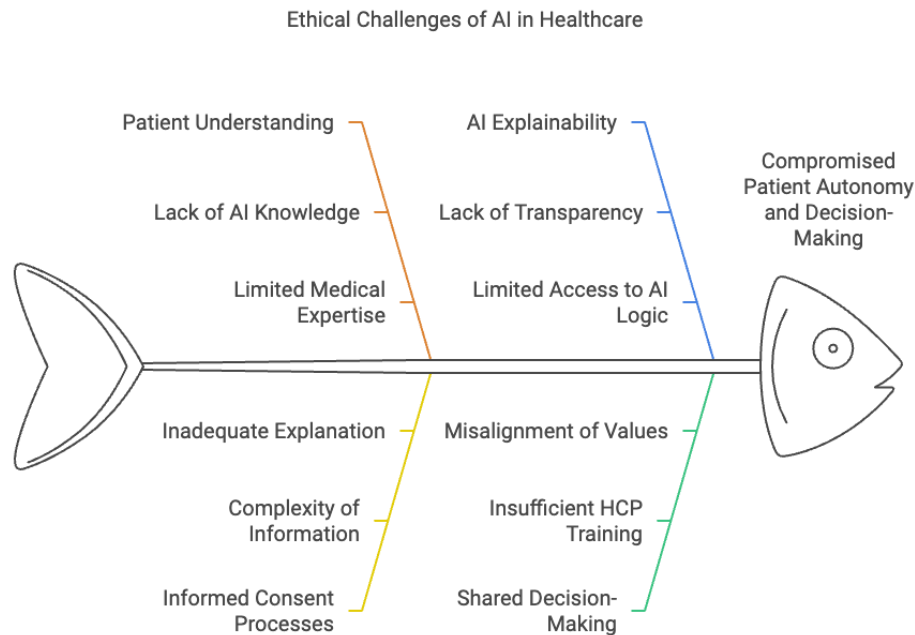 Ethical Challenges of AI in Healthcare
Patient Understanding
Lack of AI Knowledge
Limited Medical
Expertise
AI Explainability
Lack of Transparency
Limited Access to AI
Logic
Compromised
Patient Autonomy
and Decision-
Making
Inadequate Explanation
Complexity of
Information
Informed Consent
Processes
Misalignment of Values
Insufficient HCP
Training
Shared Decision-
Making